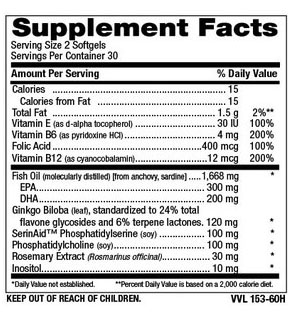 Supplement Facts
Serving Size 2 Softgels
Servings Per Container 30
Amount Per Serving % Daily Value
Calories 15
Calories from Fat 15
Total Fat 1.5 g 2%**
Vitamin E (as d-alpha tocopherol) 30 IU 100%
Vitamin B6 (as pyridoxine HCl) 4 mg 200%
Folic Acid 400 mcg 100%
Vitamin B12 (as cyanocobalamin) 12 mcg 200%
Fish Oil (molecularly distilled) [from anchovy, sardine] 1,668 mg *
EPA 300 mg
DHA 200 mg
Ginkgo Biloba (leaf), standardized to 24% total
flavone glycosides and 6% terpene lactones. 120 mg *
SerinAid™ Phosphatidylserine (soy) 100 mg *
Phosphatidylcholine (soy) 100 mg *
Rosemary Extract (Rosmarinus officinal) 30 mg *
Inositol 10 mg *
*Daily Value not established. **Percent Daily Value is based on a 2,000 calorie diet.
KEEP OUT OF REACH OF CHILDREN. VVL 153-60H